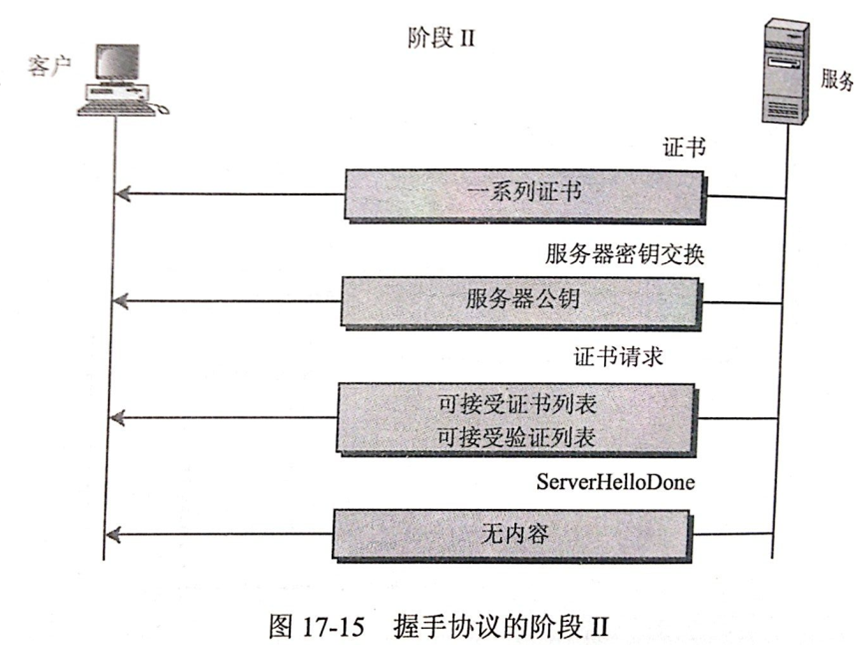 阶段 II
客户
服务
证书
一系列证书
服务器密钥交换
服务器公钥
证书请求
可接受证书列表
可接受验证列表
ServerHelloDone
无内容
图 17-15 握手协议的阶段 II